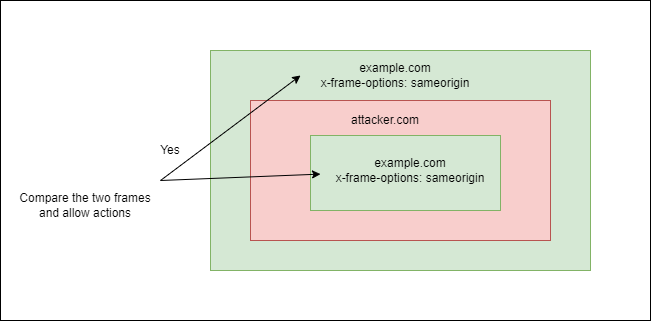 example.com
x-frame-options: sameorigin
attacker.com
Yes
example.com
x-frame-options: sameorigin
Compare the two frames
and allow actions